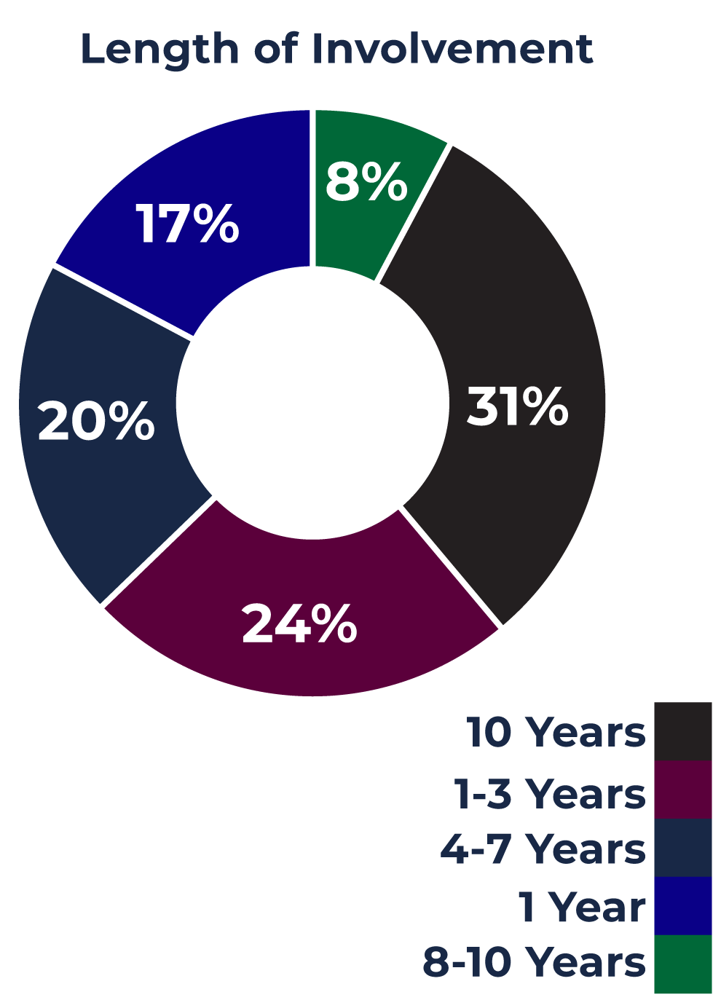 Length of Involvement
8%
17%
31%
20%
24%
10 Years
1-3 Years
4-7 Years
1 Year
8-10 Years